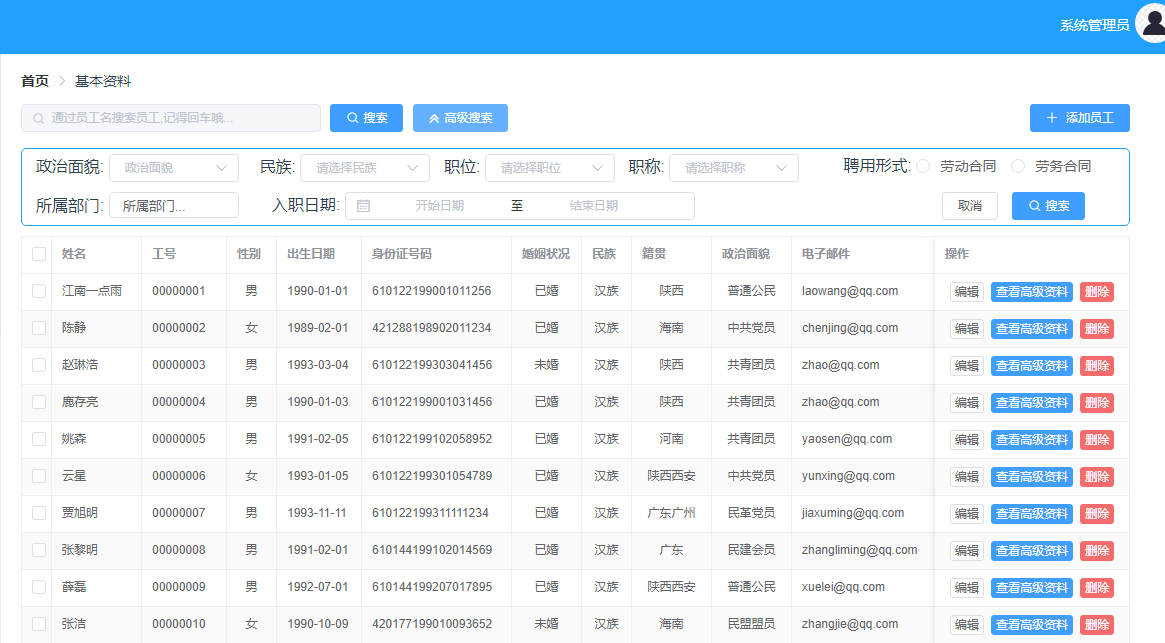 系统管理员
首页 > 基本资料
通过员工名搜索员工,记得回车哦... 搜索 高级搜索 添加员工
政治面貌: 政治面貌 民族: 请选择民族 职位: 请选择职位 职称: 请选择职称 聘用形式: 劳动合同 劳务合同
所属部门: 所属部门... 入职日期: 开始日期 至 结束日期 取消 搜索
姓名 工号 性别 出生日期 身份证号码 婚姻状况 民族 籍贯 政治面貌 电子邮件 操作
江南一点雨 00000001 男 1990-01-01 610122199001011256 已婚 汉族 陕西 普通公民 laowang@qq.com 编辑 查看高级资料 删除
陈静 00000002 女 1989-02-01 421288198902011234 已婚 汉族 海南 中共党员 chenjing@qq.com 编辑 查看高级资料 删除
赵琳浩 00000003 男 1993-03-04 610122199303041456 未婚 汉族 陕西 共青团员 zhao@qq.com 编辑 查看高级资料 删除
鹿存亮 00000004 男 1990-01-03 610122199001031456 已婚 汉族 陕西 共青团员 zhao@qq.com 编辑 查看高级资料 删除
姚森 00000005 男 1991-02-05 610122199102058952 已婚 汉族 河南 共青团员 yaosen@qq.com 编辑 查看高级资料 删除
云星 00000006 女 1993-01-05 610122199301054789 已婚 汉族 陕西西安 中共党员 yunxing@qq.com 编辑 查看高级资料 删除
贾旭明 00000007 男 1993-11-11 610122199311111234 已婚 汉族 广东广州 民革党员 jiaxuming@qq.com 编辑 查看高级资料 删除
张黎明 00000008 男 1991-02-01 610144199102014569 已婚 汉族 广东 民建会员 zhangliming@qq.com 编辑 查看高级资料 删除
薛磊 00000009 男 1992-07-01 610144199207017895 已婚 汉族 陕西西安 普通公民 xuelei@qq.com 编辑 查看高级资料 删除
张洁 00000010 女 1990-10-09 420177199010093652 未婚 汉族 海南 民盟盟员 zhangjie@qq.com 编辑 查看高级资料 删除